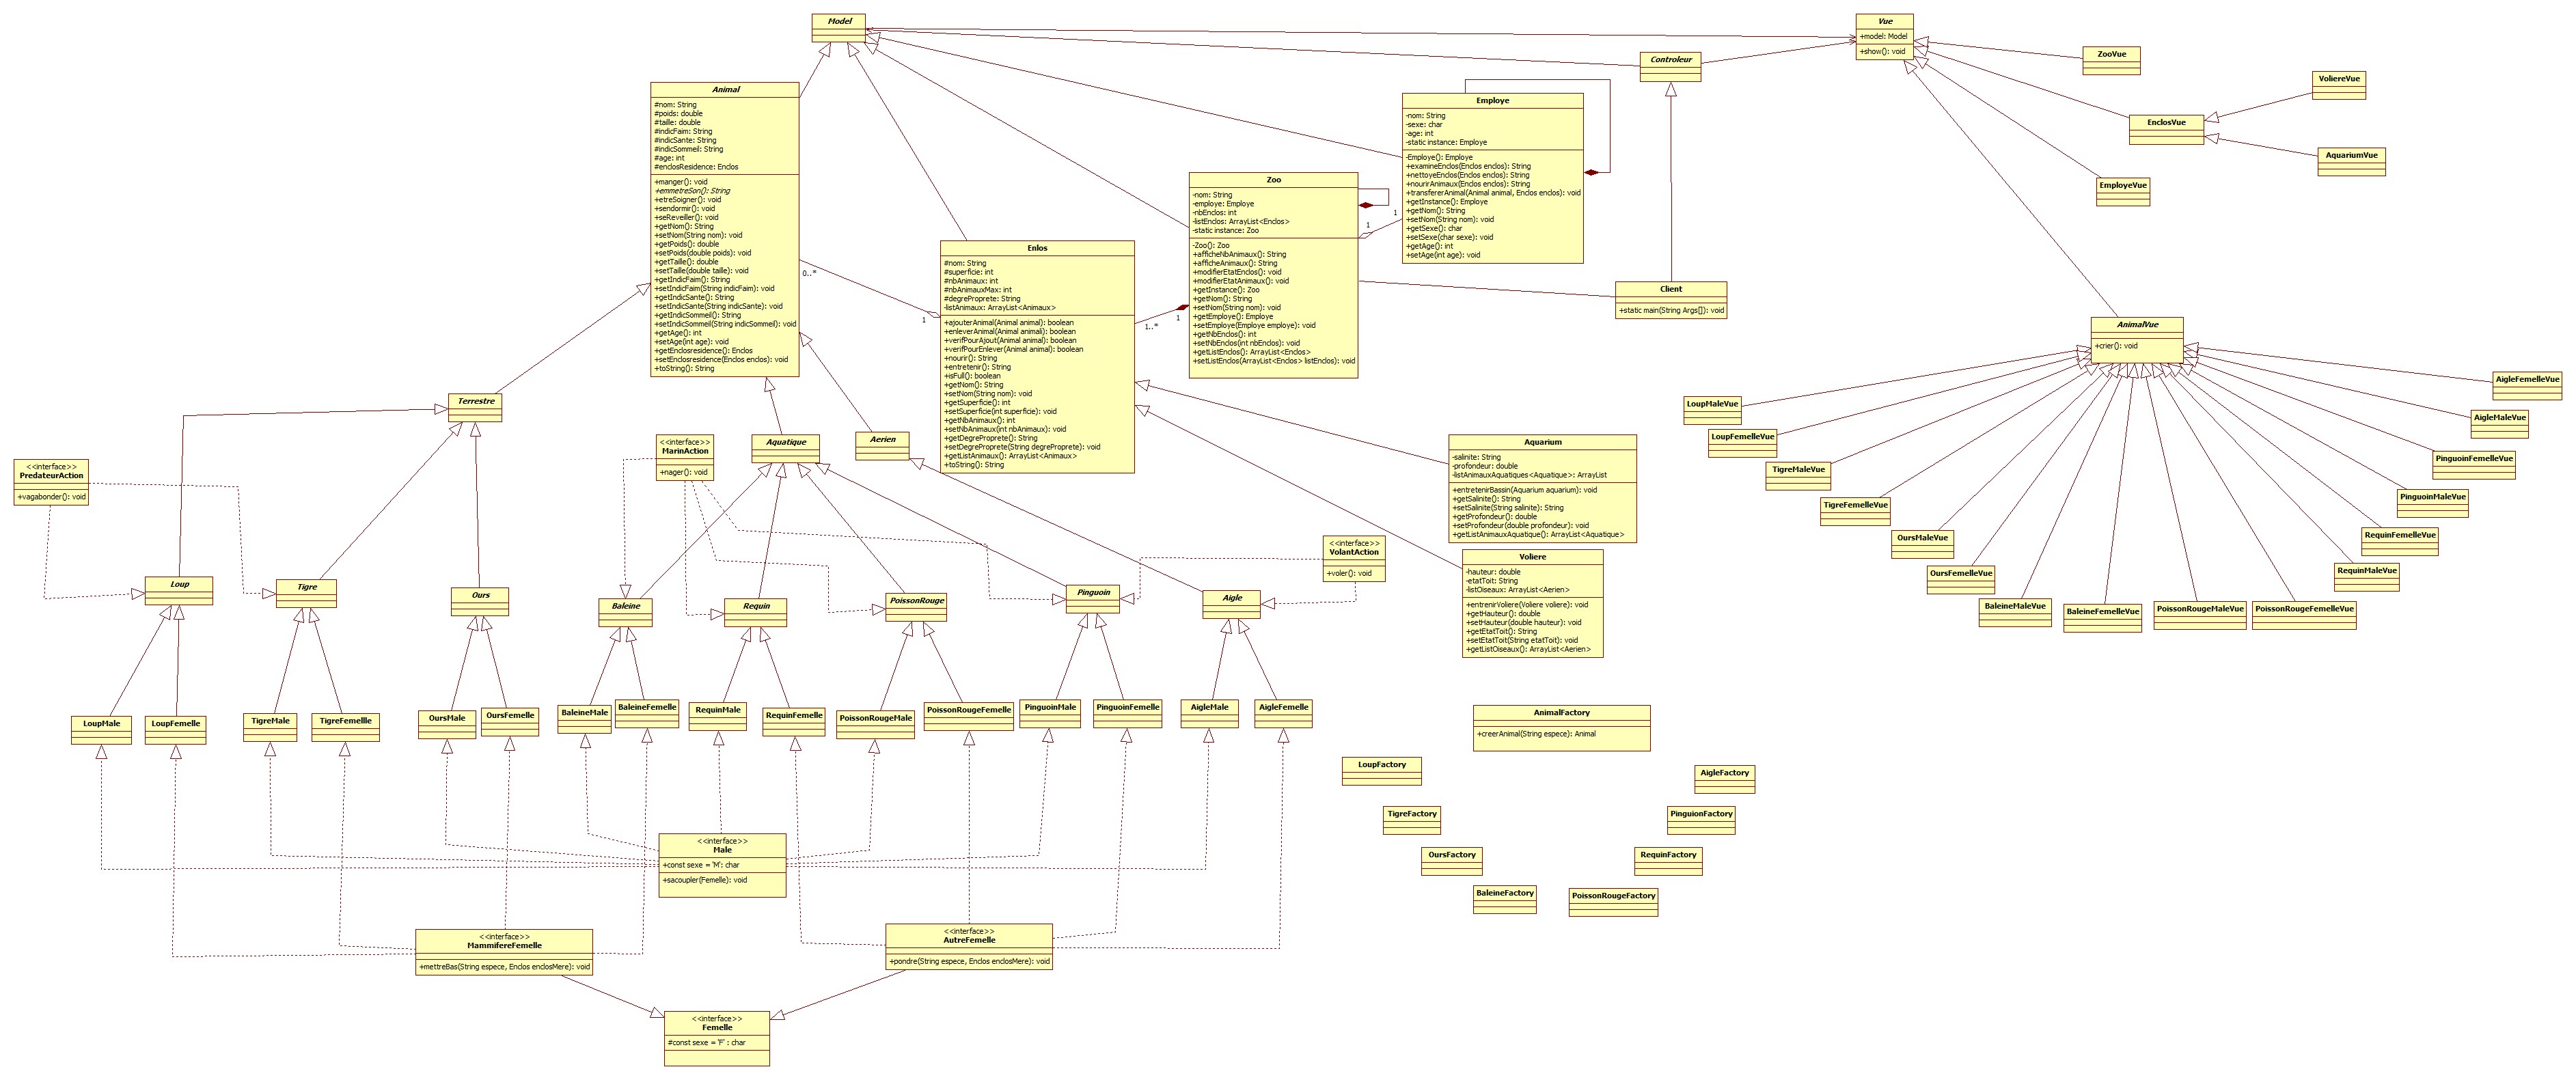 Model
Vue
+model: Model
+show(): void
Controleur
ZooVue
VoliereVue
EnclosVue
AquariumVue
EmployeVue
Animal
#nom: String
#poids: double
#taille: double
#indicFaim: String
#indicSante: String
#indicSommeil: String
#age: int
#enclosResidence: Enclos
+manger(): void
+emmetreSon(): String
+etreSoigner(): void
+sendormir(): void
+seReveiller(): void
+getNom(): String
+setNom(String nom): void
+getPoids(): double
+setPoids(double poids): void
+getTaille(): double
+setTaille(double taille): void
+getIndicFaim(): String
+setIndicFaim(String indicFaim): void
+getIndicSante(): String
+setIndicSante(String indicSante): void
+getIndicSommeil(): String
+setIndicSommeil(String indicSommeil): void
+getAge(): int
+setAge(int age): void
+getEnclosresidence(): Enclos
+setEnclosresidence(Enclos enclos): void
+toString(): String
Employe
-nom: String
-sexe: char
-age: int
-static instance: Employe
-Employe(): Employe
+examineEnclos(Enclos enclos): String
+nettoyeEnclos(Enclos enclos): String
+nourirAnimaux(Enclos enclos): String
+transfererAnimal(Animal animal, Enclos enclos): void
+getInstance(): Employe
+getNom(): String
+setNom(String nom): void
+getSexe(): char
+setSexe(char sexe): void
+getAge(): int
+setAge(int age): void
Zoo
-nom: String
-employe: Employe
-nbEnclos: int
-listEnclos: ArrayList<Enclos>
-static instance: Zoo
-Zoo(): Zoo
+afficheNbAnimaux(): String
+afficheAnimaux(): String
+modifierEtatEnclos(): void
+modifierEtatAnimaux(): void
+getInstance(): Zoo
+getNom(): String
+setNom(String nom): void
+getEmploye(): Employe
+setEmploye(Employe employe): void
+getNbEnclos(): int
+setNbEnclos(int nbEnclos): void
+getListEnclos(): ArrayList<Enclos>
+setListEnclos(ArrayList<Enclos> listEnclos): void
1
1
0..*
1
1..*
1
Enlos
#nom: String
#superficie: int
#nbAnimaux: int
#nbAnimauxMax: int
#degreProprete: String
-listAnimaux: ArrayList<Animaux>
+ajouterAnimal(Animal animal): boolean
+enleverAnimal(Animal animal): boolean
+verifPourAjout(Animal animal): boolean
+verifPourEnlever(Animal animal): boolean
+nourir(): String
+entretenir(): String
+isFull(): boolean
+getNom(): String
+setNom(String nom): void
+getSuperficie(): int
+setSuperficie(int superficie): void
+getNbAnimaux(): int
+setNbAnimaux(int nbAnimaux): void
+getDegreProprete(): String
+setDegreProprete(String degreProprete): void
+getListAnimaux(): ArrayList<Animaux>
+toString(): String
Client
+static main(String Args[]): void
AnimalVue
+crier(): void
AigleFemelleVue
LoupMaleVue
AigleMaleVue
LoupFemelleVue
PinguoinFemelleVue
TigreMaleVue
PinguoinMaleVue
TigreFemelleVue
RequinFemelleVue
OursMaleVue
RequinMaleVue
OursFemelleVue
BaleineMaleVue
BaleineFemelleVue
PoissonRougeMaleVue
PoissonRougeFemelleVue
Terrestre
<<interface>>
MarinAction
+nager(): void
Aquatique
Aerien
Aquarium
-salinite: String
-profondeur: double
-listAnimauxAquatiques<Aquatique>: ArrayList
+entretenirBassin(Aquarium aquarium): void
+getSalinite(): String
+setSalinite(String salinite): String
+getProfondeur(): double
+setProfondeur(double profondeur): void
+getListAnimauxAquatique(): ArrayList<Aquatique>
<<interface>>
PredateurAction
+vagabonder(): void
<<interface>>
VolantAction
+voler(): void
Voliere
-hauteur: double
-etatToit: String
-listOiseaux: ArrayList<Aerien>
+entrenirVoliere(Voliere voliere): void
+getHauteur(): double
+setHauteur(double hauteur): void
+getEtatToit(): String
+setEtatToit(String etatToit): void
+getListOiseaux(): ArrayList<Aerien>
Loup
Tigre
Ours
Baleine
Requin
PoissonRouge
Pinguoin
Aigle
LoupMale
LoupFemelle
TigreMale
TigreFemellle
OursMale
OursFemelle
BaleineMale
BaleineFemelle
RequinMale
RequinFemelle
PoissonRougeMale
PoissonRougeFemelle
PinguoinMale
PinguoinFemelle
AigleMale
AigleFemelle
AnimalFactory
+creerAnimal(String espece): Animal
LoupFactory
AigleFactory
TigreFactory
PinguionFactory
OursFactory
RequinFactory
BaleineFactory
PoissonRougeFactory
<<interface>>
Male
+const sexe = 'M': char
+sacoupler(Femelle): void
<<interface>>
MammifereFemelle
+mettreBas(String espece, Enclos enclosMere): void
<<interface>>
AutreFemelle
+pondre(String espece, Enclos enclosMere): void
<<interface>>
Femelle
#const sexe = 'F' : char